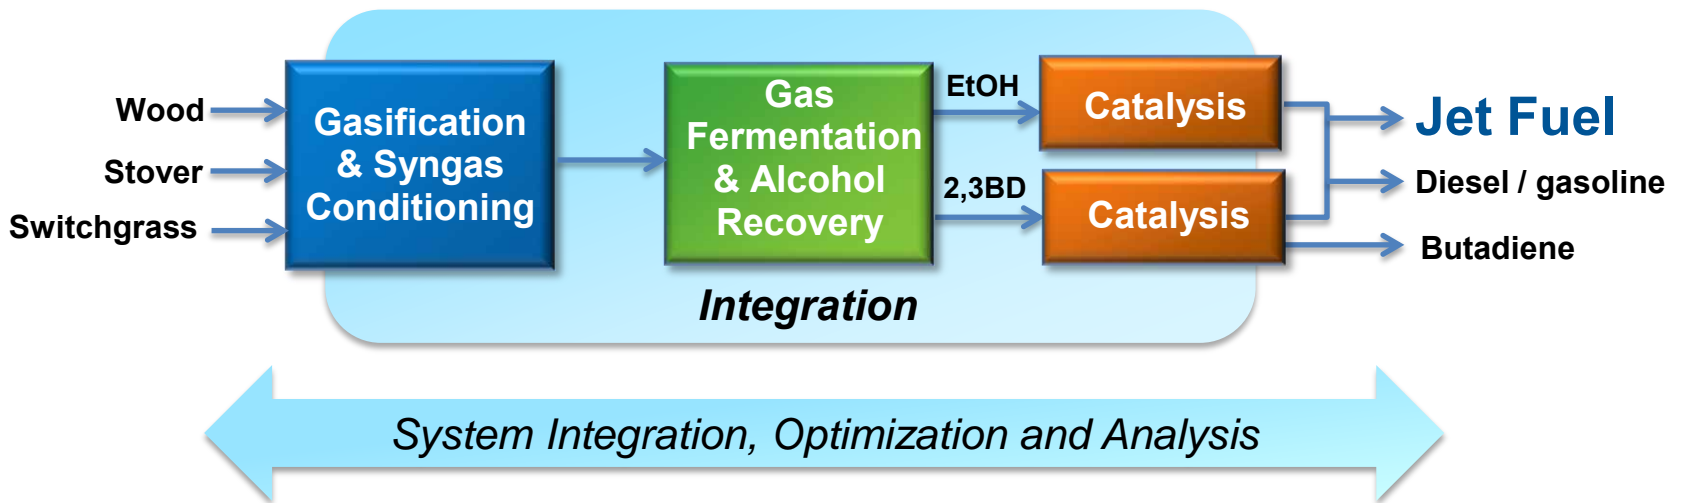 Wood
Stover
Switchgrass
Gasification
& Syngas
Conditioning
Gas
Fermentation
& Alcohol
Recovery
EtOH
2,3BD
Catalysis
Catalysis
Jet Fuel
Diesel / gasoline
Butadiene
Integration
System Integration, Optimization and Analysis